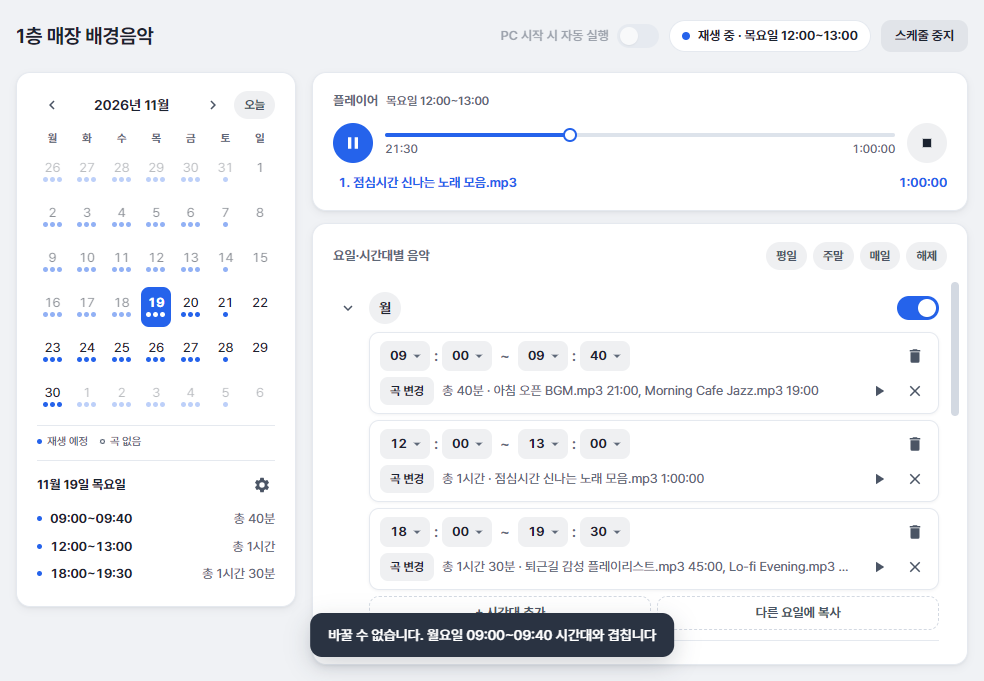 1층 매장 배경음악
PC 시작 시 자동 실행
재생 중 · 목요일 12:00~13:00
스케줄 중지
2026년 11월
오늘
월 화 수 목 금 토 일
26 27 28 29 30 31 1
2 3 4 5 6 7 8
9 10 11 12 13 14 15
16 17 18 19 20 21 22
23 24 25 26 27 28 29
30 1 2 3 4 5 6
재생 예정 곡 없음
11월 19일 목요일
09:00~09:40 총 40분
12:00~13:00 총 1시간
18:00~19:30 총 1시간 30분
플레이어 목요일 12:00~13:00
21:30 1:00:00
1. 점심시간 신나는 노래 모음.mp3 1:00:00
요일·시간대별 음악
평일 주말 매일 해제
월
09 : 00 ~ 09 : 40
곡 변경 총 40분 · 아침 오픈 BGM.mp3 21:00, Morning Cafe Jazz.mp3 19:00
12 : 00 ~ 13 : 00
곡 변경 총 1시간 · 점심시간 신나는 노래 모음.mp3 1:00:00
18 : 00 ~ 19 : 30
곡 변경 총 1시간 30분 · 퇴근길 감성 플레이리스트.mp3 45:00, Lo-fi Evening.mp3 ...
+ 시간대 추가 다른 요일에 복사
바꿀 수 없습니다. 월요일 09:00~09:40 시간대와 겹칩니다